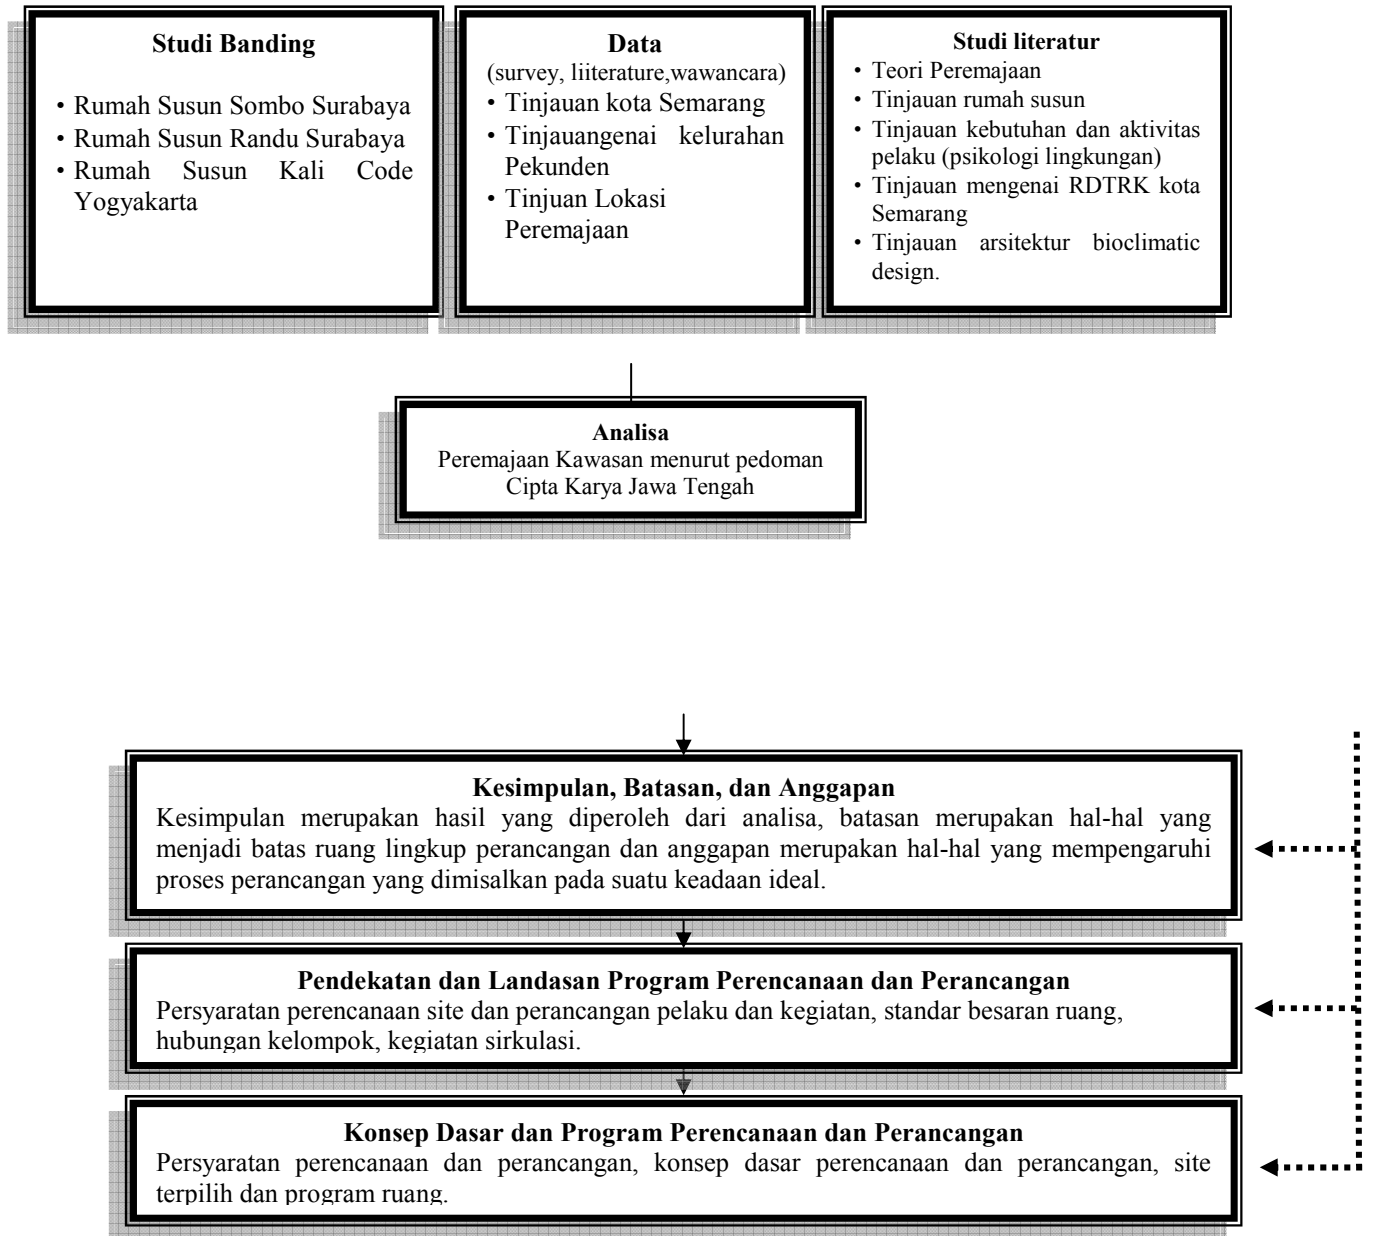 Studi Banding
• Rumah Susun Sombo Surabaya
• Rumah Susun Randu Surabaya
• Rumah Susun Kali Code
Yogyakarta
Data
(survey, liiterature,wawancara)
• Tinjauan kota Semarang
• Tinjauangenai kelurahan
Pekunden
• Tinjuan Lokasi
Peremajaan
Studi literatur
• Teori Peremajaan
• Tinjauan rumah susun
• Tinjauan kebutuhan dan aktivitas
pelaku (psikologi lingkungan)
• Tinjauan mengenai RDTRK kota
Semarang
• Tinjauan arsitektur bioclimatic
design.
Analisa
Peremajaan Kawasan menurut pedoman
Cipta Karya Jawa Tengah
Kesimpulan, Batasan, dan Anggapan
Kesimpulan merupakan hasil yang diperoleh dari analisa, batasan merupakan hal-hal yang
menjadi batas ruang lingkup perancangan dan anggapan merupakan hal-hal yang mempengaruhi
proses perancangan yang dimisalkan pada suatu keadaan ideal.
Pendekatan dan Landasan Program Perencanaan dan Perancangan
Persyaratan perencanaan site dan perancangan pelaku dan kegiatan, standar besaran ruang,
hubungan kelompok, kegiatan sirkulasi.
Konsep Dasar dan Program Perencanaan dan Perancangan
Persyaratan perencanaan dan perancangan, konsep dasar perencanaan dan perancangan, site
terpilih dan program ruang.